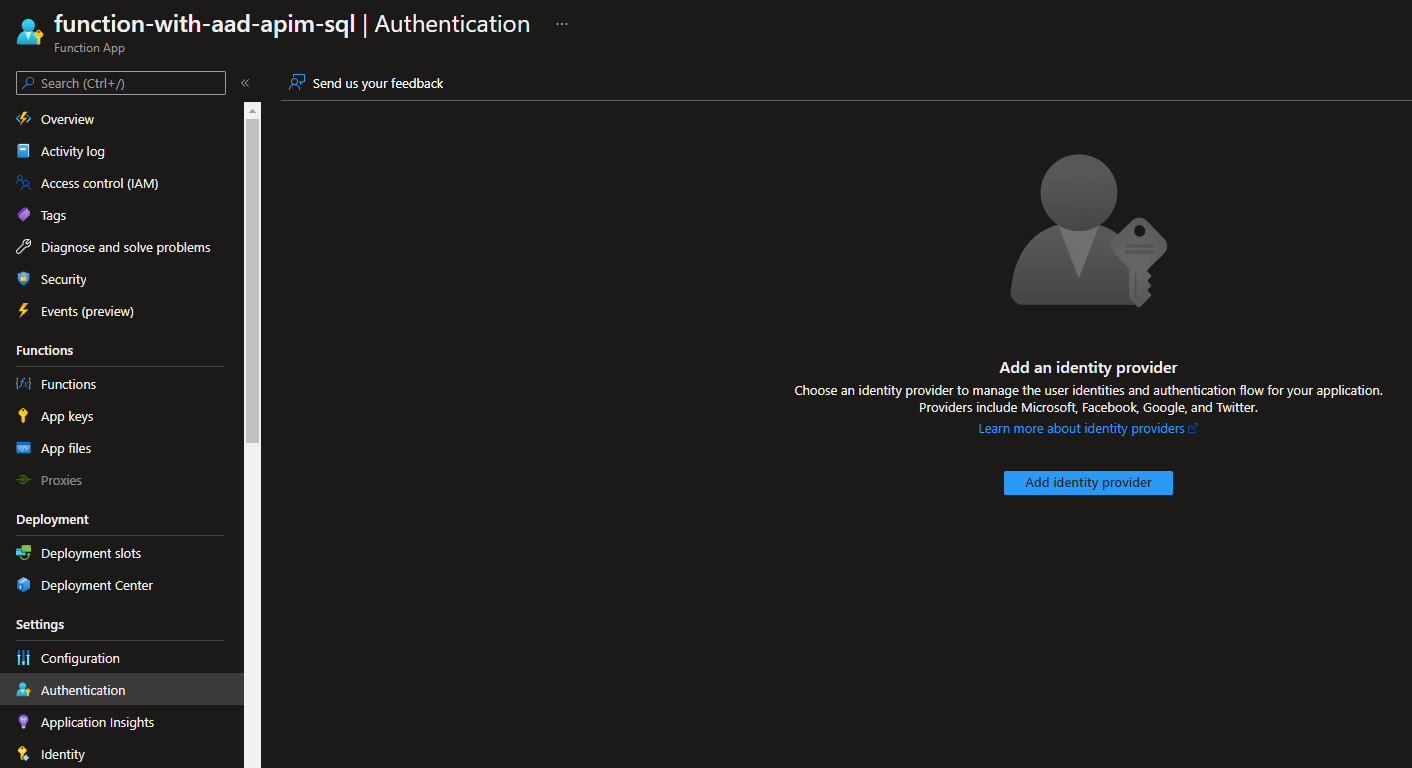 function-with-aad-apim-sql | Authentication ...
Function App
Search (Ctrl+/)
«
Send us your feedback
Overview
Activity log
Access control (IAM)
Tags
Diagnose and solve problems
Security
Events (preview)
Functions
Functions
App keys
App files
Proxies
Deployment
Deployment slots
Deployment Center
Settings
Configuration
Authentication
Application Insights
Identity
Add an identity provider
Choose an identity provider to manage the user identities and authentication flow for your application.
Providers include Microsoft, Facebook, Google, and Twitter.
Learn more about identity providers
Add identity provider